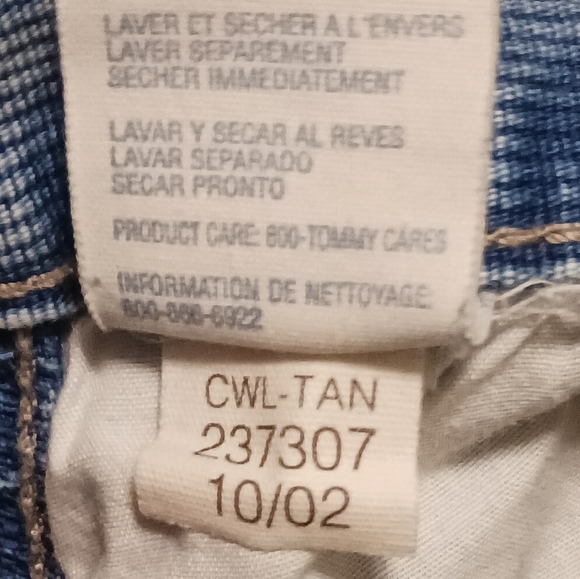 LAVER ET SECHER A L'ENVERS
LAVER SEPAREMENT
SECHER IMMEDIATEMENT
LAVAR Y SECAR AL REVES
LAVAR SEPARADO
SECAR PRONTO
PRODUCT CARE: 800-TOMMY CARES
INFORMATION DE NETTOYAGE:
800-866-6922
CWL-TAN
237307
10/02